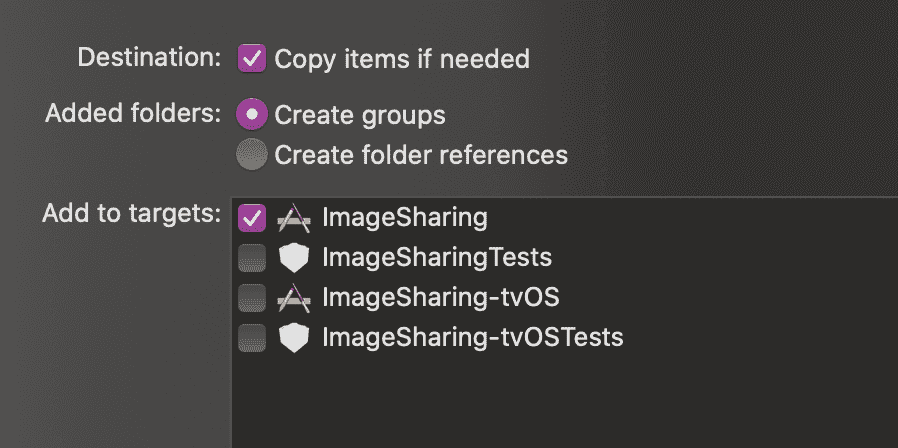 Destination: Copy items if needed
Added folders: Create groups
Create folder references
Add to targets: ImageSharing
ImageSharingTests
ImageSharing-tvOS
ImageSharing-tvOSTests